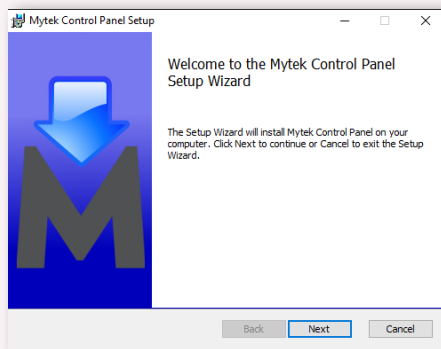 Mytek Control Panel Setup
Welcome to the Mytek Control Panel
Setup Wizard
The Setup Wizard will install Mytek Control Panel on your
computer. Click Next to continue or Cancel to exit the Setup
Wizard.
M
Back Next Cancel